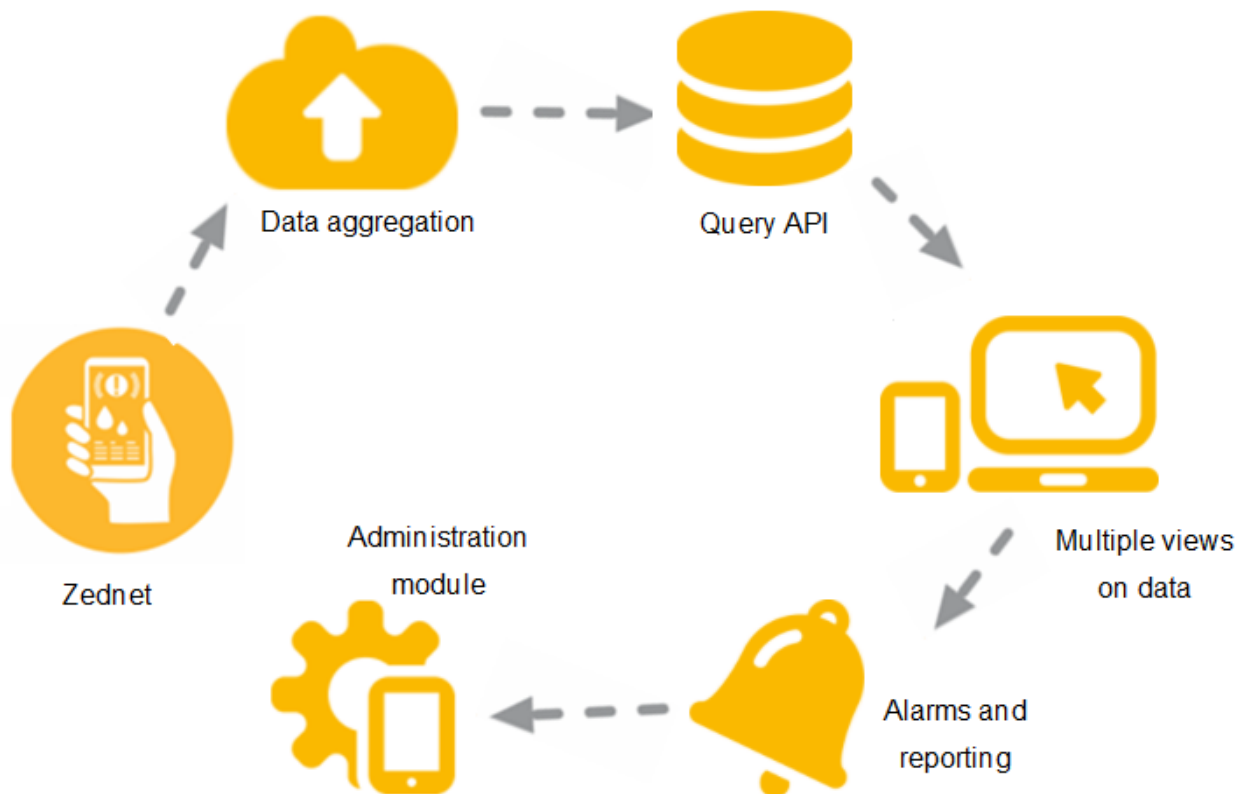 Data aggregation
Query API
Zednet
Administration
module
Multiple views
on data
Alarms and
reporting